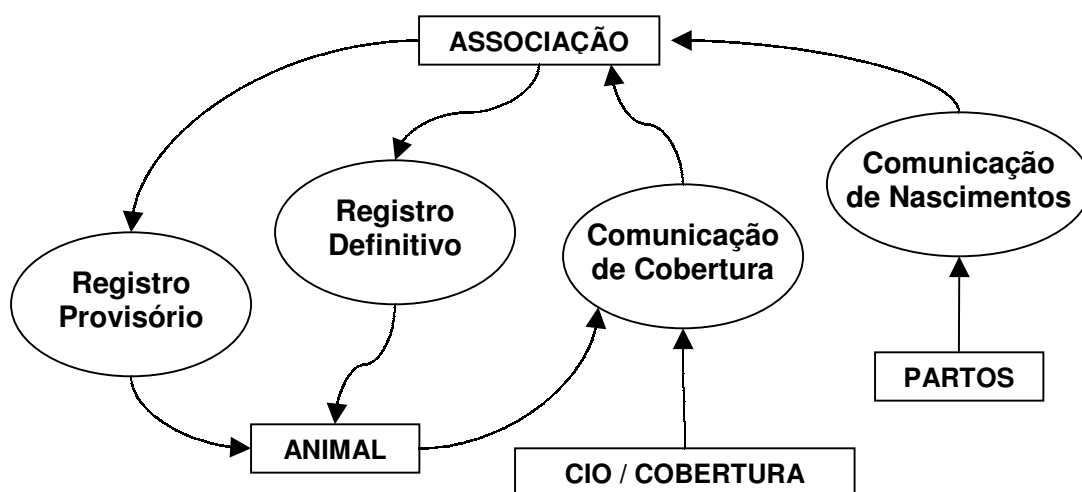 ASSOCIAÇÃO
Comunicação
de Nascimentos
Registro
Definitivo
Comunicação
de Cobertura
Registro
Provisório
PARTOS
ANIMAL
CIO / COBERTURA